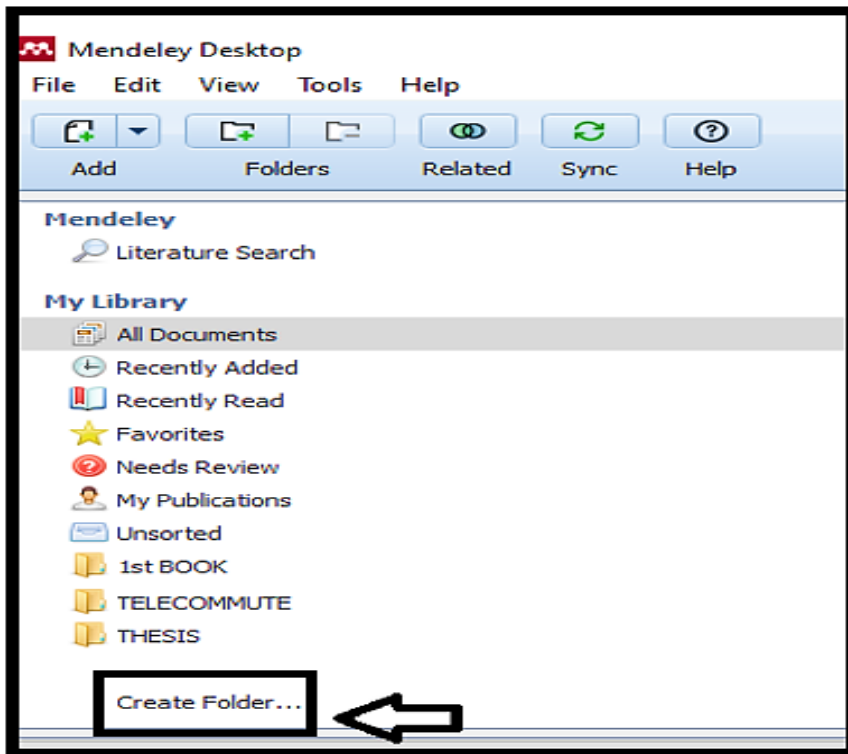 Mendeley Desktop
File Edit View Tools Help
Add Folders Related Sync Help
Mendeley
Literature Search
My Library
All Documents
Recently Added
Recently Read
Favorites
Needs Review
My Publications
Unsorted
1st BOOK
TELECOMMUTE
THESIS
Create Folder...